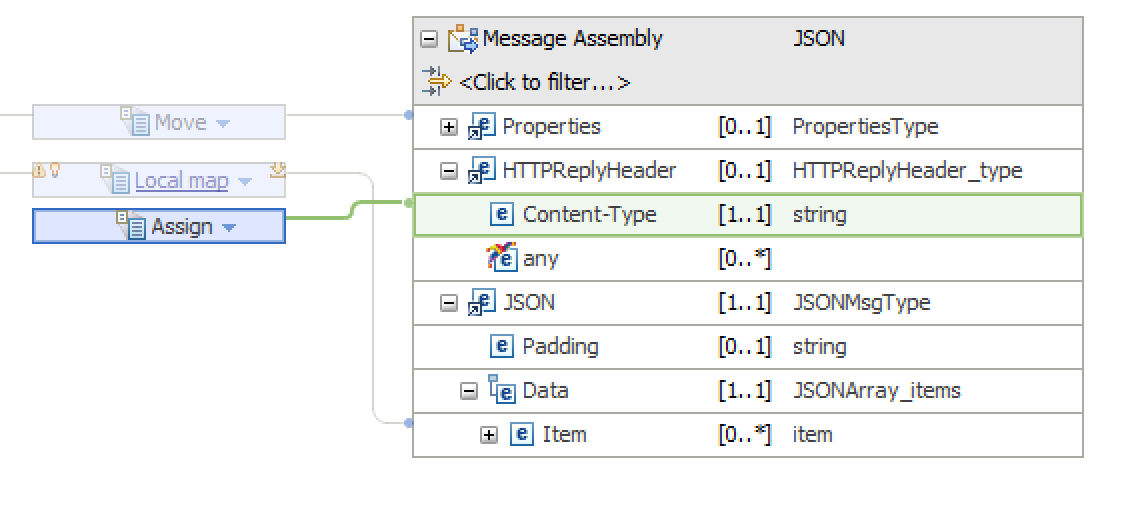 Message Assembly JSON
<Click to filter...>
Move
Properties [0..1] PropertiesType
Local map
HTTPReplyHeader [0..1] HTTPReplyHeader_type
Assign
e Content-Type [1..1] string
e any [0..*]
e JSON [1..1] JSONMsgType
e Padding [0..1] string
e Data [1..1] JSONArray_items
e Item [0..*] item